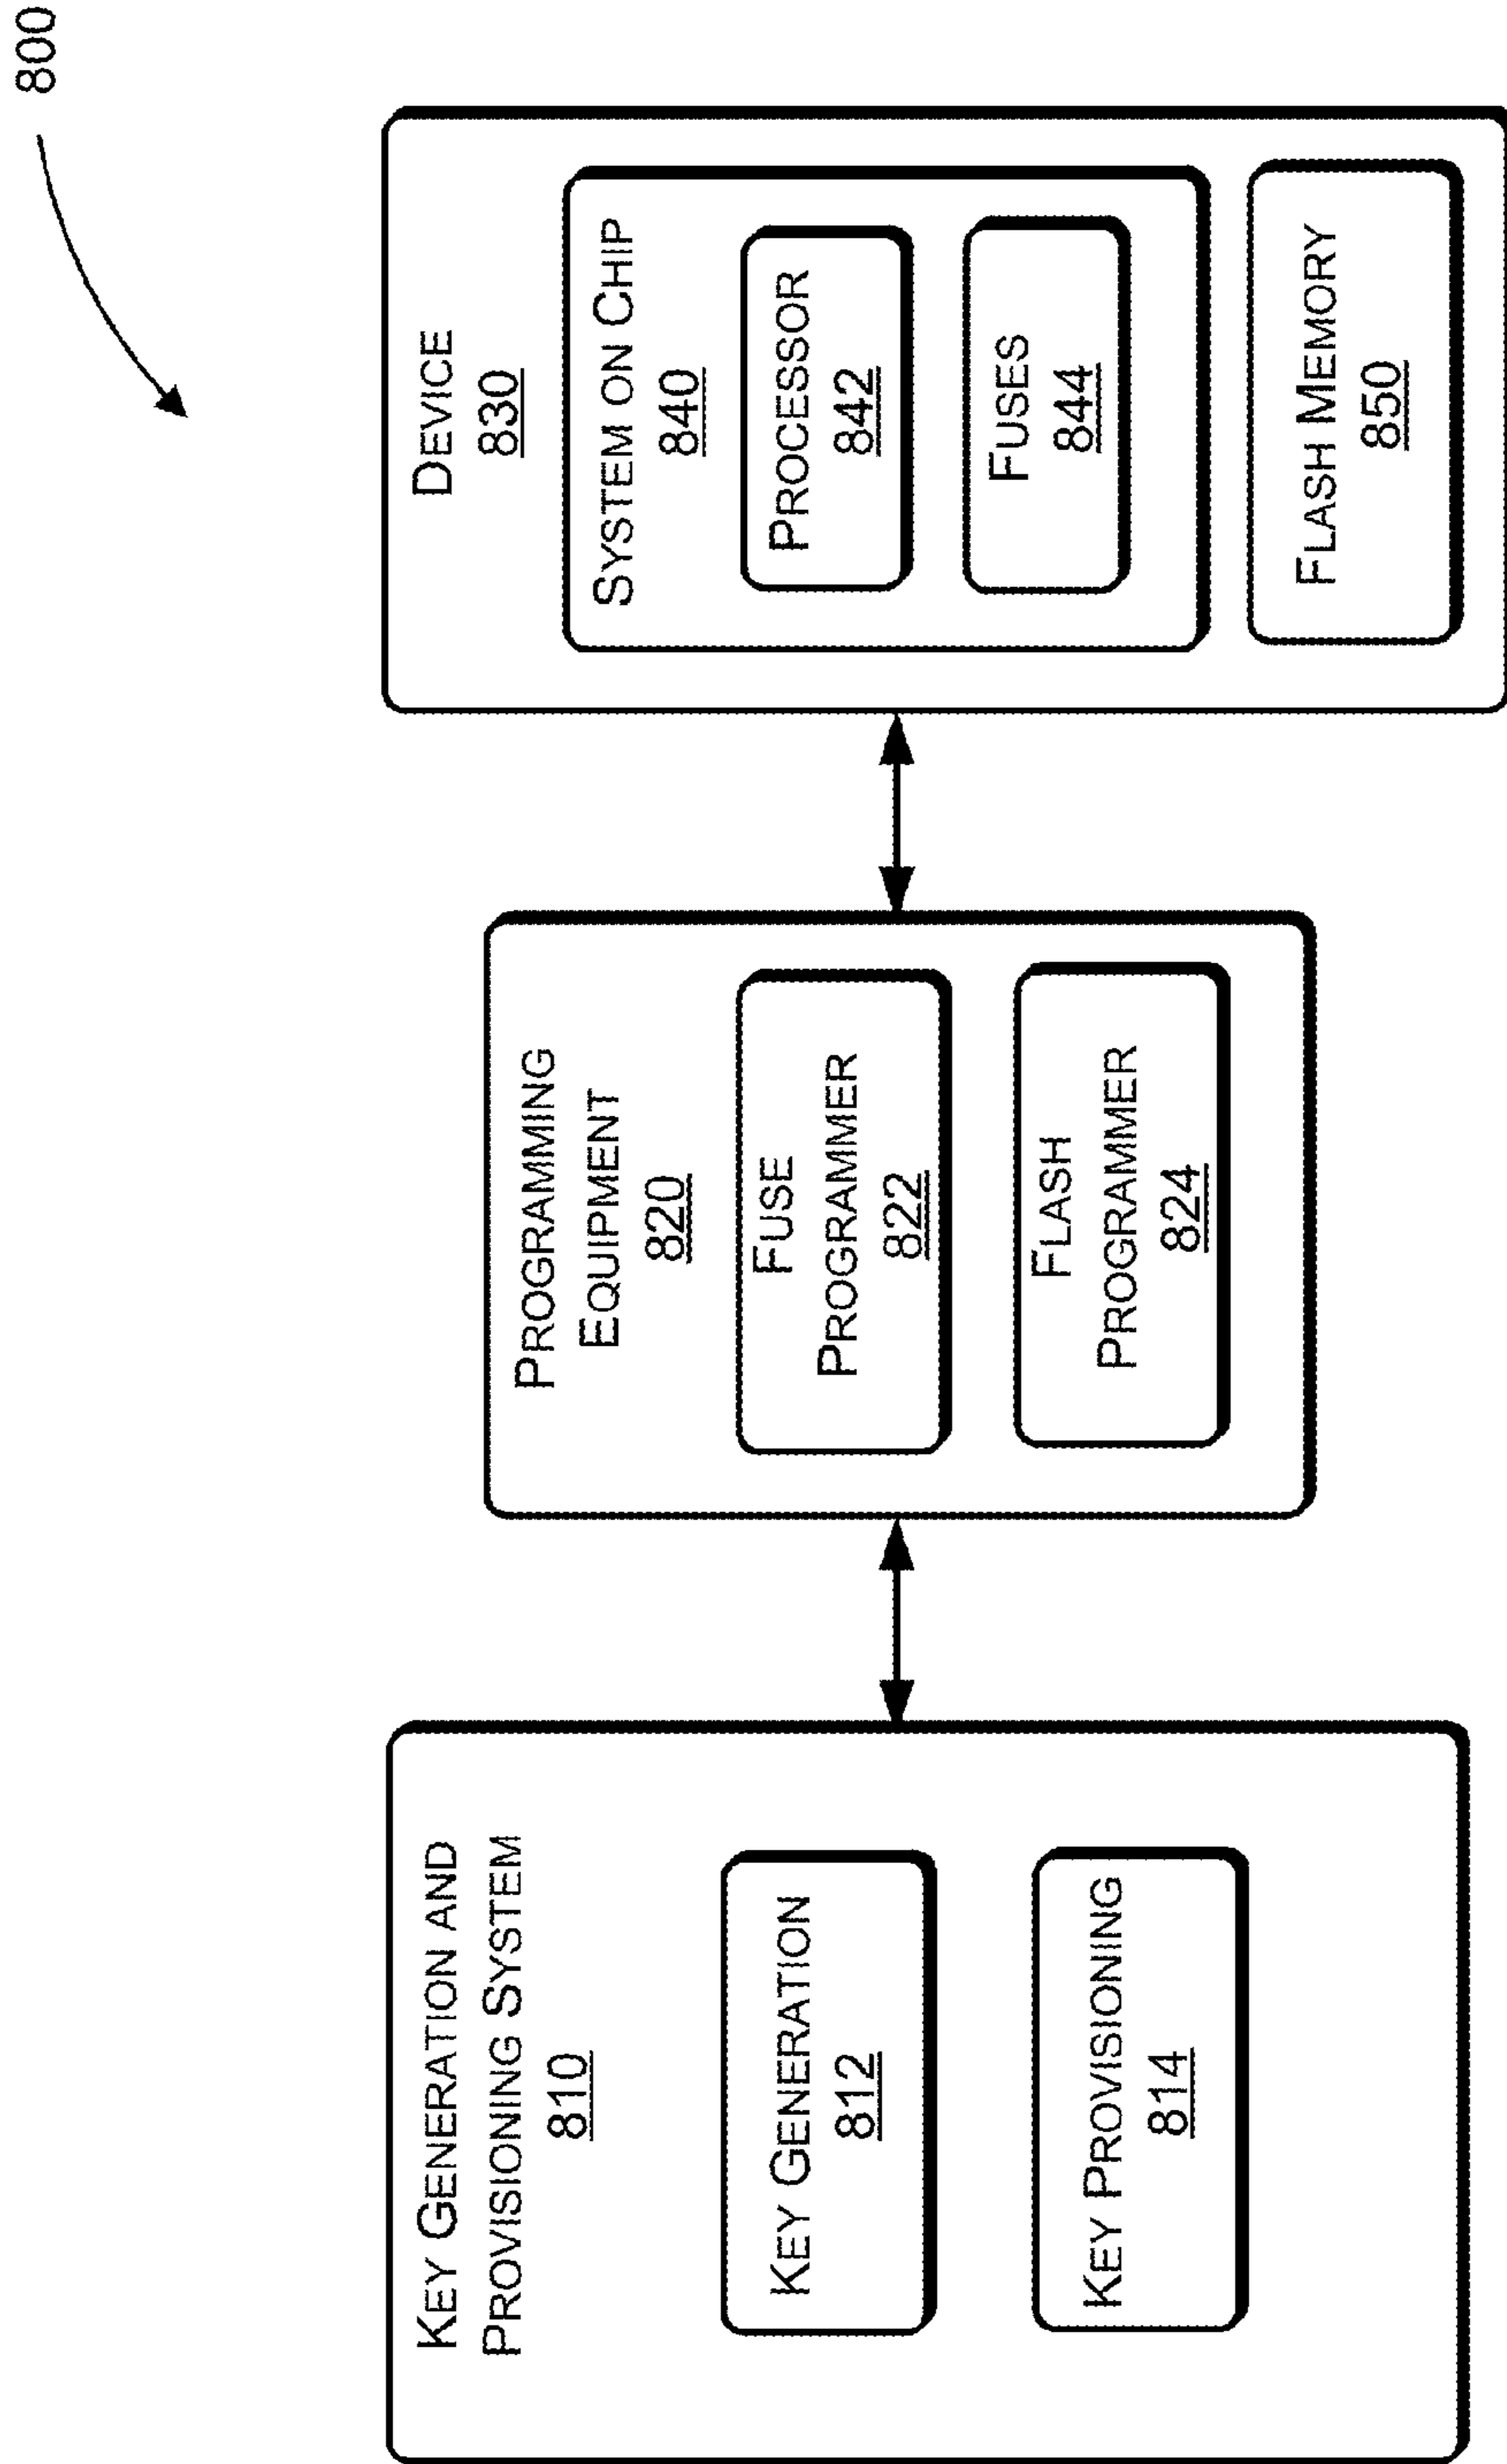 800
KEY GENERATION AND
PROVISIONING SYSTEM
810
KEY GENERATION
812
KEY PROVISIONING
814
PROGRAMMING
EQUIPMENT
820
FUSE
PROGRAMMER
822
FLASH
PROGRAMMER
824
DEVICE
830
SYSTEM ON CHIP
840
PROCESSOR
842
FUSES
844
FLASH MEMORY
850